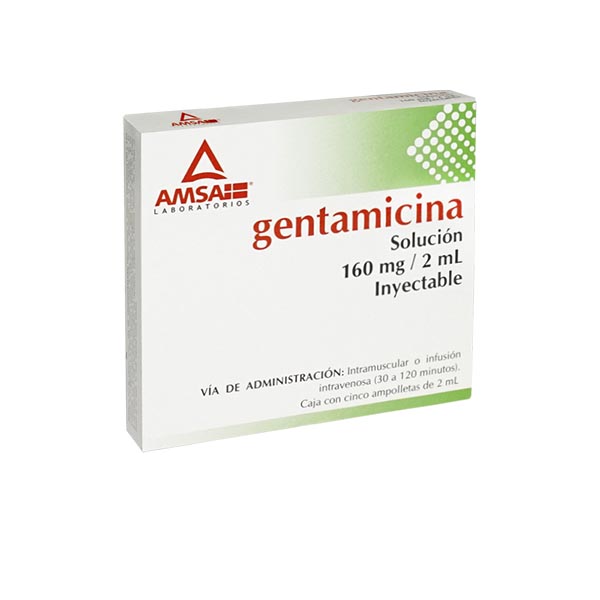 gentamicina
AMSA
LABORATORIOS
gentamicina
Solución
160 mg / 2 mL
Inyectable
VÍA DE ADMINISTRACIÓN: Intramuscular o infusión
intravenosa (30 a 120 minutos).
Caja con cinco ampolletas de 2 mL